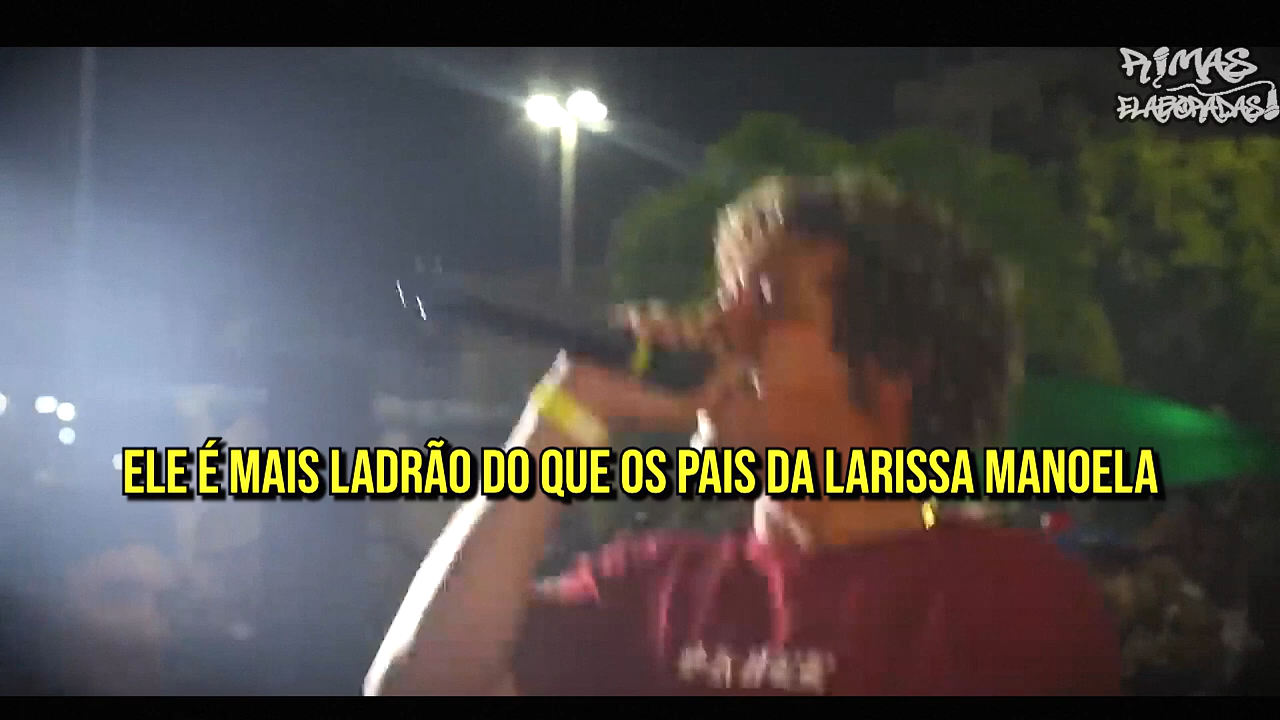 RIMAS
ELABORADAS!
ELE É MAIS LADRÃO DO QUE OS PAIS DA LARISSA MANOELA